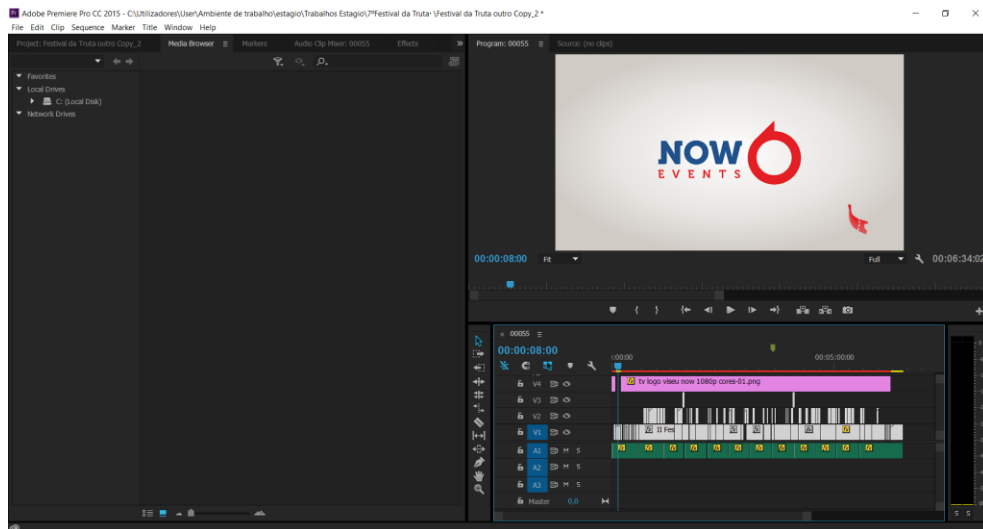 Adobe Premiere Pro CC 2015 - C:\Utilizadores\User\Ambiente de trabalho\estagio\Trabalhos Estagio\7ºFestival da Truta· \Festival da Truta outro Copy_2 *
File Edit Clip Sequence Marker Title Window Help
Project: Festival da Truta outro Copy_2 Media Browser Markers Audio Clip Mixer: 00055 Effects
Program: 00055 Source: (no clips)
Favorites
Local Drives
C: (Local Disk)
Network Drives
NOW
EVENTS
00:00:08:00 Fit Full 00:06:34:02
00055
00:00:08:00
:00:00 00:05:00:00
V4 tv logo viseu now 1080p cores-01.png
V3
V2
V1 fx II Fes
A1 M S
A2 M S
A3 M S
Master 0,0
S S